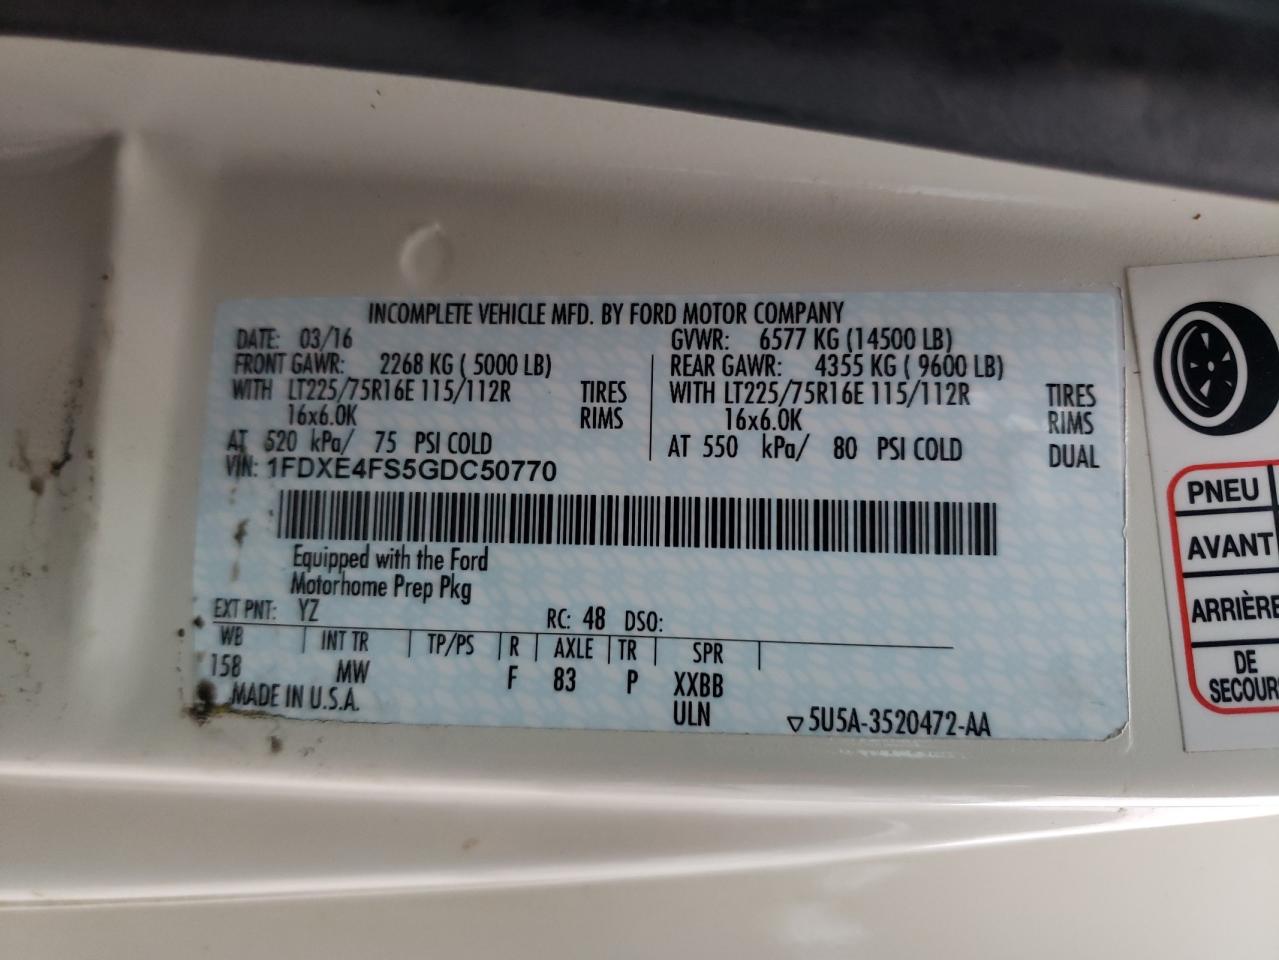 INCOMPLETE VEHICLE MFD. BY FORD MOTOR COMPANY
DATE: 03/16 GVWR: 6577 KG (14500 LB)
FRONT GAWR: 2268 KG ( 5000 LB) REAR GAWR: 4355 KG ( 9600 LB)
WITH LT225/75R16E 115/112R TIRES WITH LT225/75R16E 115/112R TIRES
16x6.0K RIMS 16x6.0K RIMS
AT 520 kPa/ 75 PSI COLD AT 550 kPa/ 80 PSI COLD DUAL
VIN: 1FDXE4FS5GDC50770
Equipped with the Ford
Motorhome Prep Pkg
EXT PNT: YZ RC: 48 DSO:
WB INT TR TP/PS R AXLE TR SPR
158 MW F 83 P XXBB
MADE IN U.S.A. ULN ▽5U5A-3520472-AA
PNEU
AVANT
ARRIÈRE
DE
SECOURS